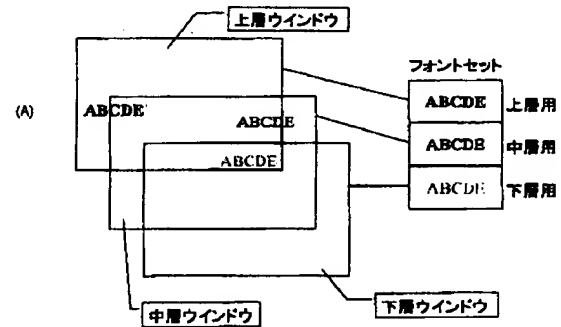 上層ウインドウ
フォントセット
(A)
ABCDE
ABCDE
ABCDE
ABCDE 上層用
ABCDE 中層用
ABCDE 下層用
中層ウインドウ
下層ウインドウ